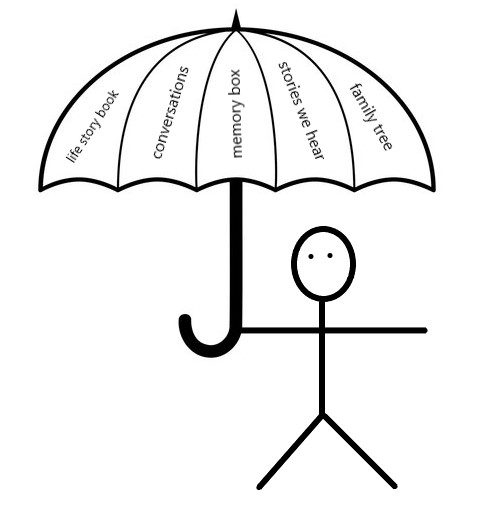 life story book
conversations
memory box
stories we hear
family tree